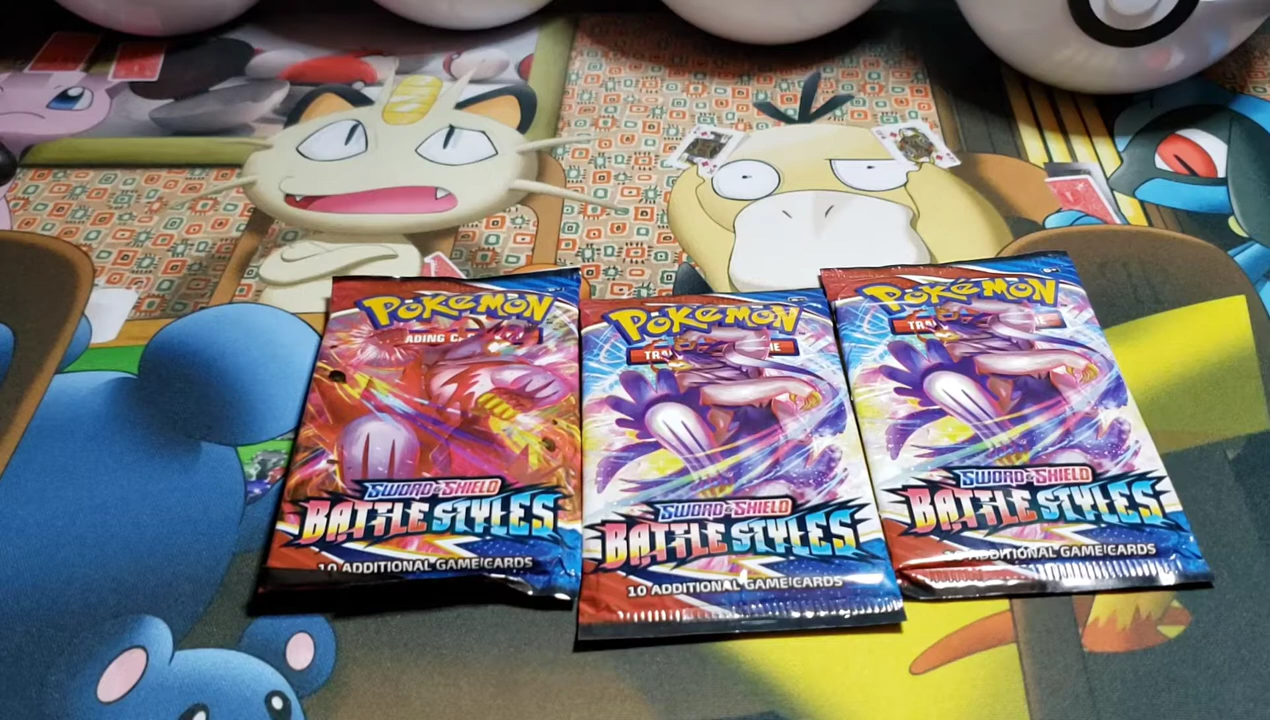 POKÉMON
ADING C
SWORD & SHIELD
BATTLE STYLES
10 ADDITIONAL GAME CARDS
POKÉMON
TRA ME
SWORD & SHIELD
BATTLE STYLES
10 ADDITIONAL GAME CARDS
POKÉMON
TRA E
SWORD & SHIELD
BATTLE STYLES
10 ADDITIONAL GAME CARDS